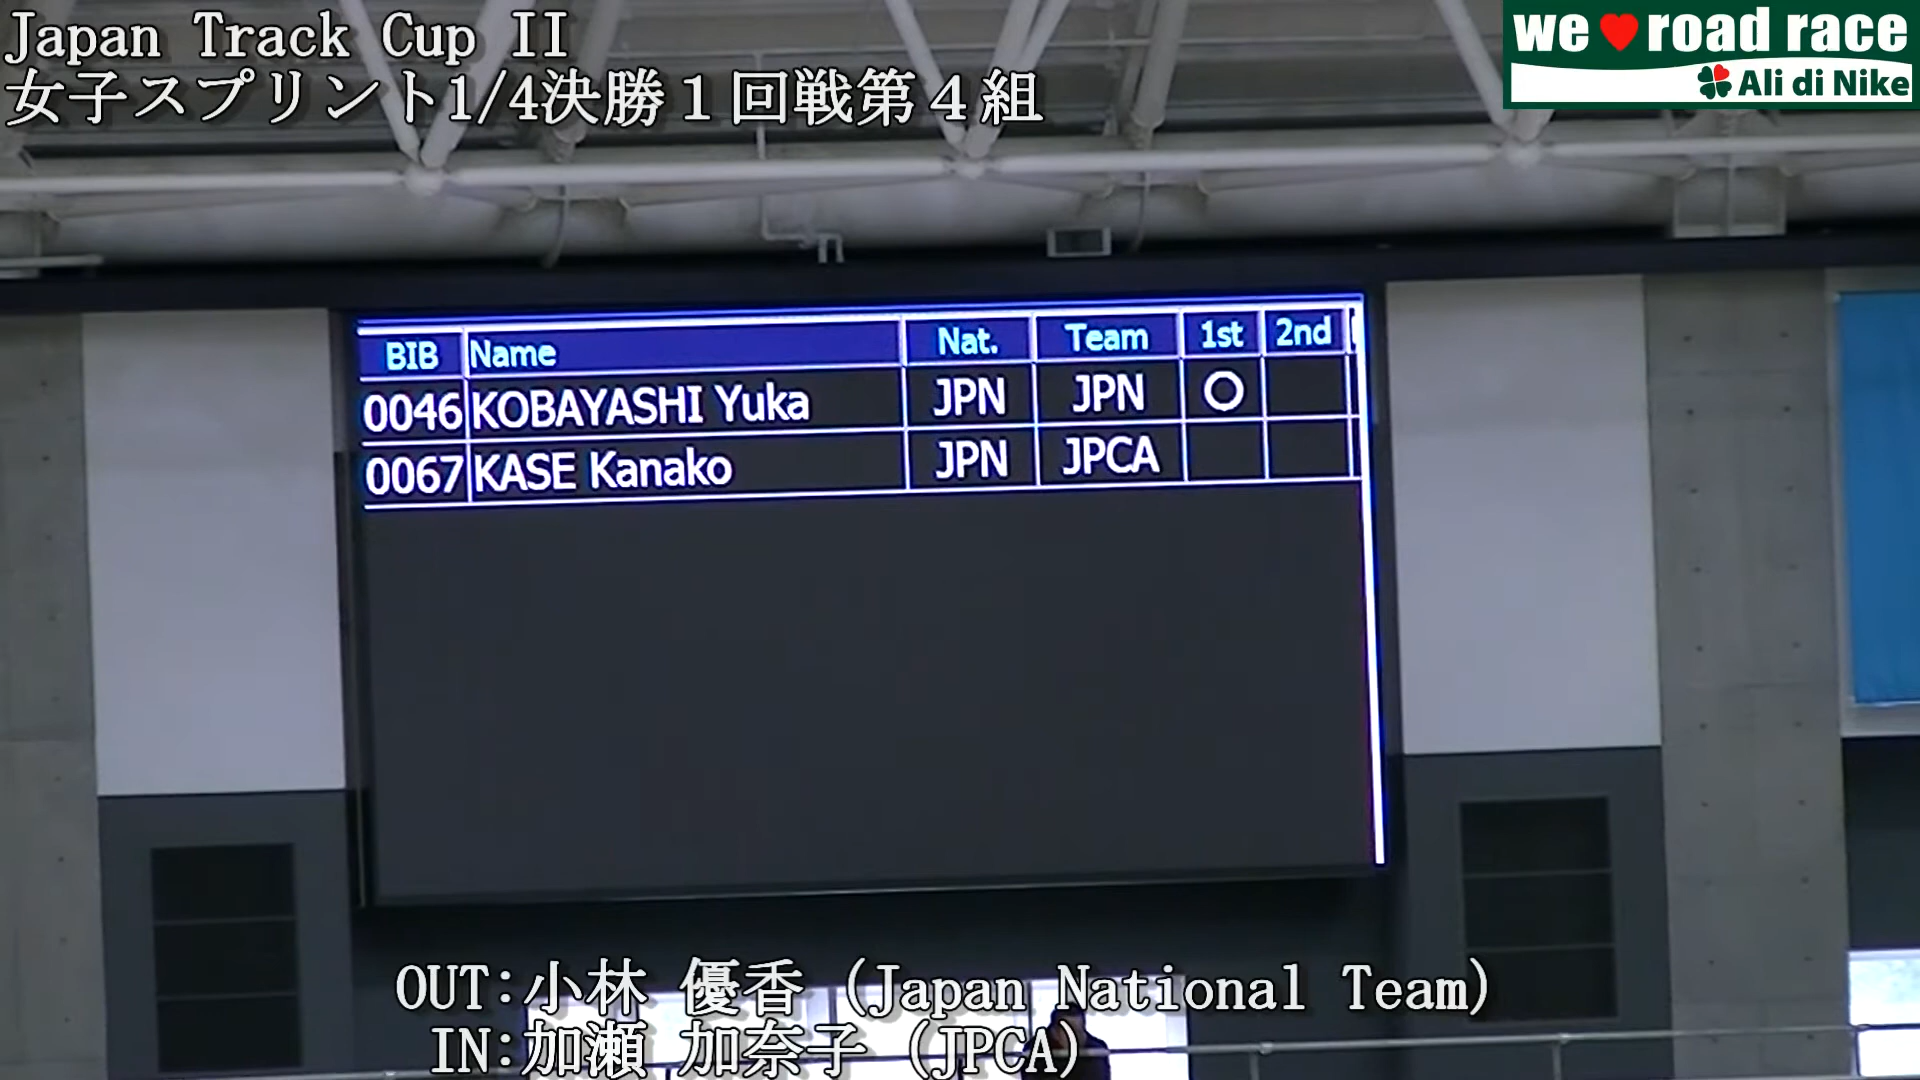 Japan Track Cup II
女子スプリント1/4決勝１回戦第４組
we road race
Ali di Nike
BIB Name Nat. Team 1st 2nd
0046 KOBAYASHI Yuka JPN JPN ○
0067 KASE Kanako JPN JPCA
OUT:小林 優香 (Japan National Team)
IN:加瀬 加奈子 (JPCA)